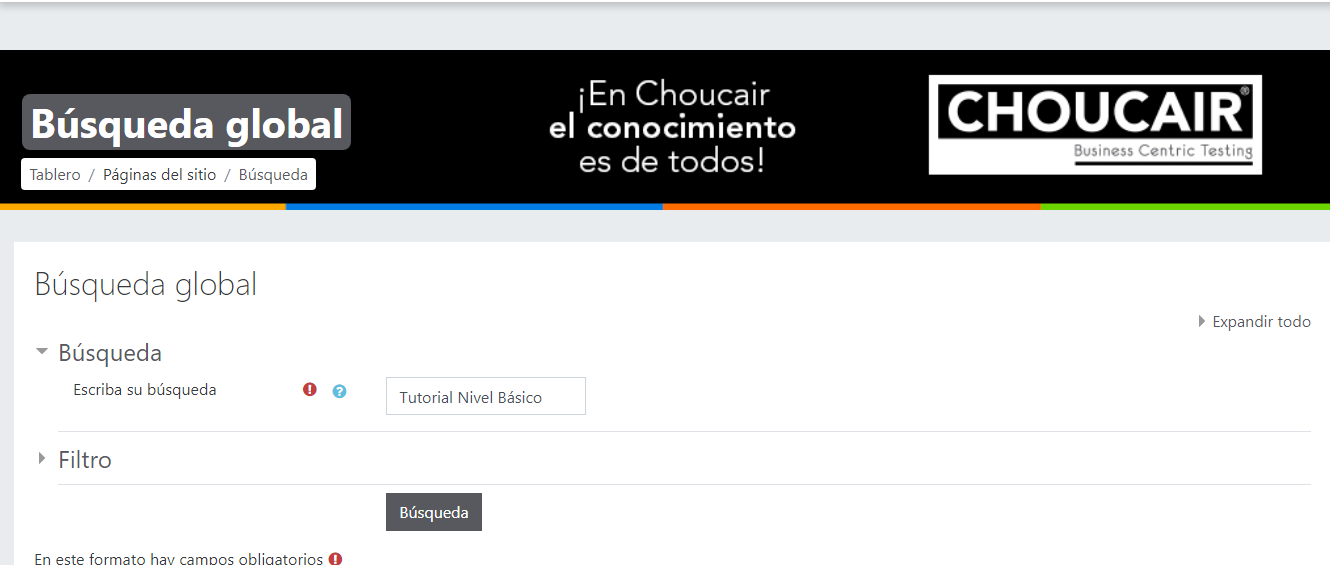 Búsqueda global
Tablero / Páginas del sitio / Búsqueda
¡En Choucair
el conocimiento
es de todos!
CHOUCAIR®
Business Centric Testing
Búsqueda global
Expandir todo
Búsqueda
Escriba su búsqueda
Tutorial Nivel Básico
Filtro
Búsqueda
En este formato hay campos obligatorios